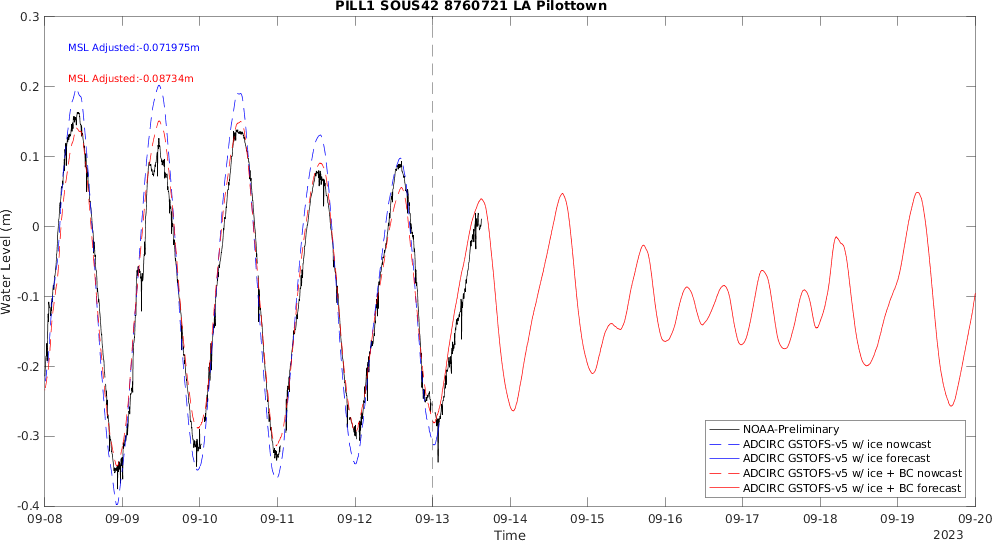 PILL1 SOUS42 8760721 LA Pilottown
0.3
0.2
0.1
0
-0.1
-0.2
-0.3
-0.4
Water Level (m)
MSL Adjusted:-0.071975m
MSL Adjusted:-0.08734m
NOAA-Preliminary
ADCIRC GSTOFS-v5 w/ ice nowcast
ADCIRC GSTOFS-v5 w/ ice forecast
ADCIRC GSTOFS-v5 w/ ice + BC nowcast
ADCIRC GSTOFS-v5 w/ ice + BC forecast
09-08 09-09 09-10 09-11 09-12 09-13 09-14 09-15 09-16 09-17 09-18 09-19 09-20
Time
2023